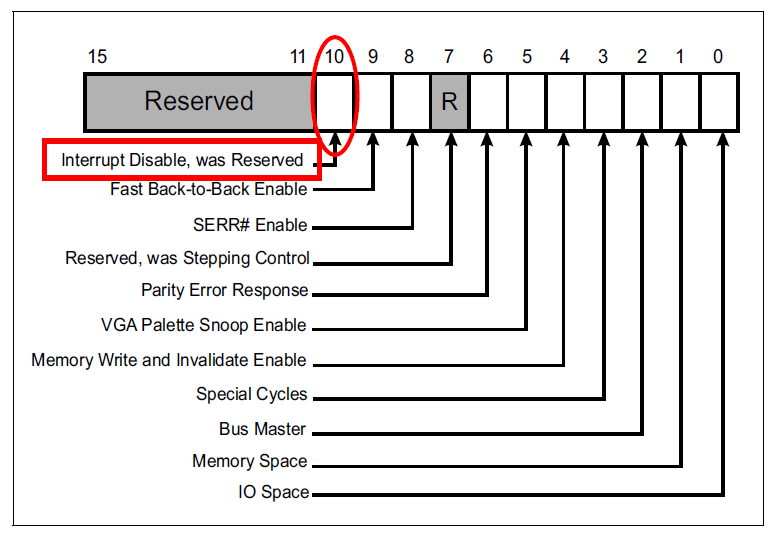 15 11 10 9 8 7 6 5 4 3 2 1 0
Reserved R
Interrupt Disable, was Reserved
Fast Back-to-Back Enable
SERR# Enable
Reserved, was Stepping Control
Parity Error Response
VGA Palette Snoop Enable
Memory Write and Invalidate Enable
Special Cycles
Bus Master
Memory Space
IO Space